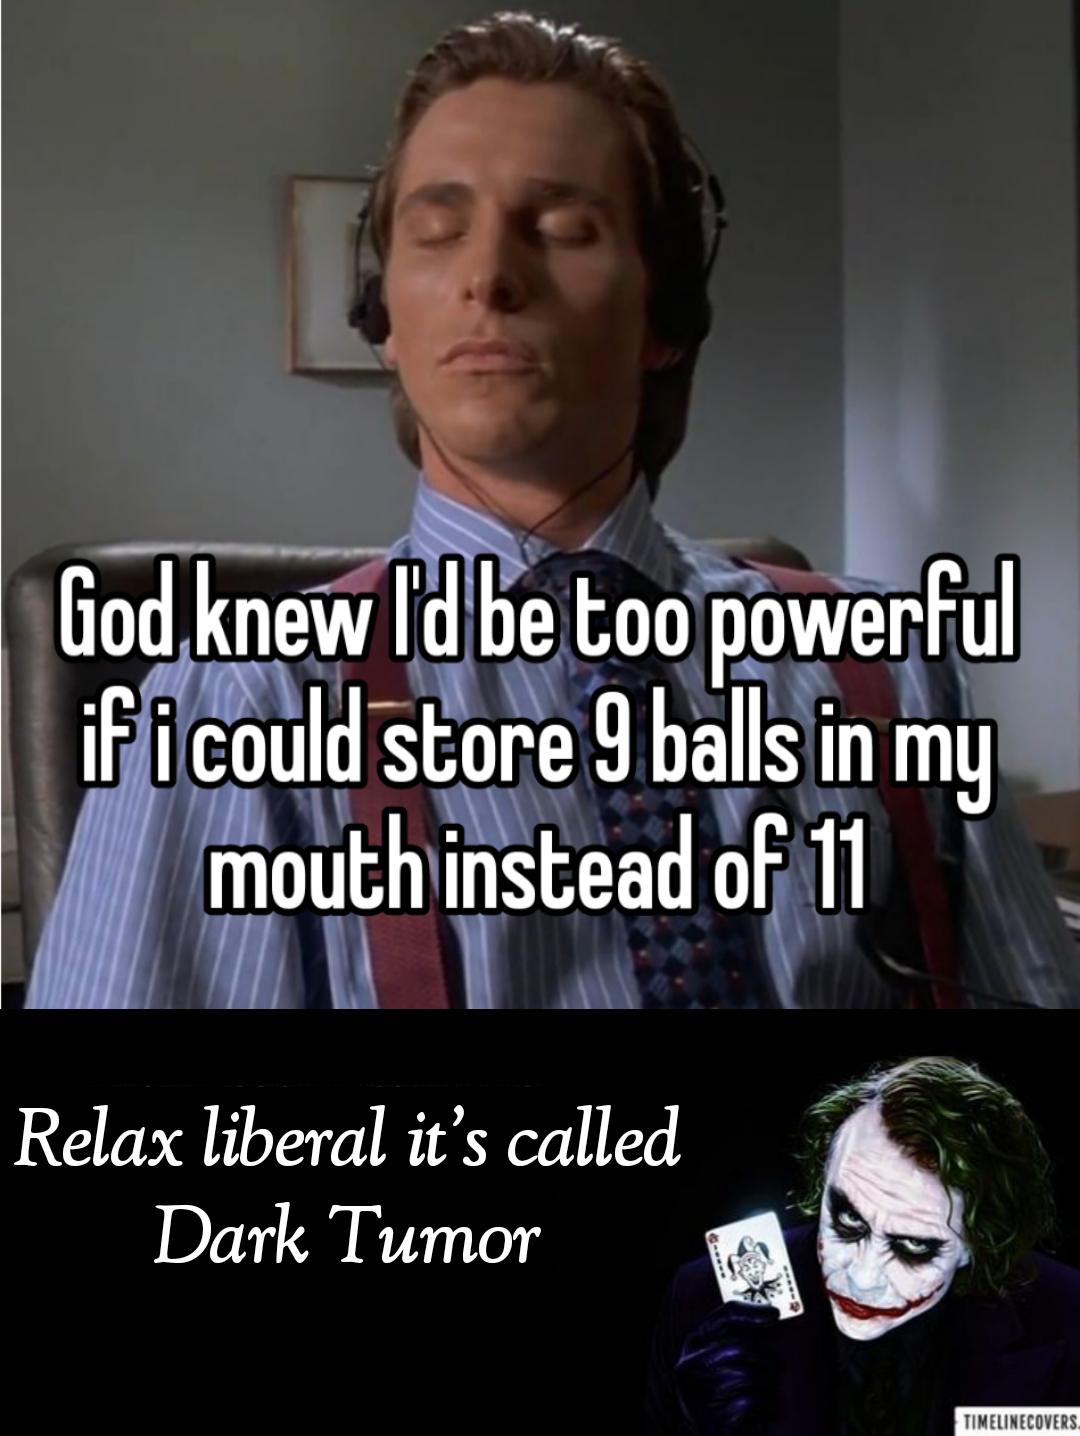 God knew I'd be too powerful
if i could store 9 balls in my
mouth instead of 11
Relax liberal it's called
Dark Tumor
TIMELINECOVERS.